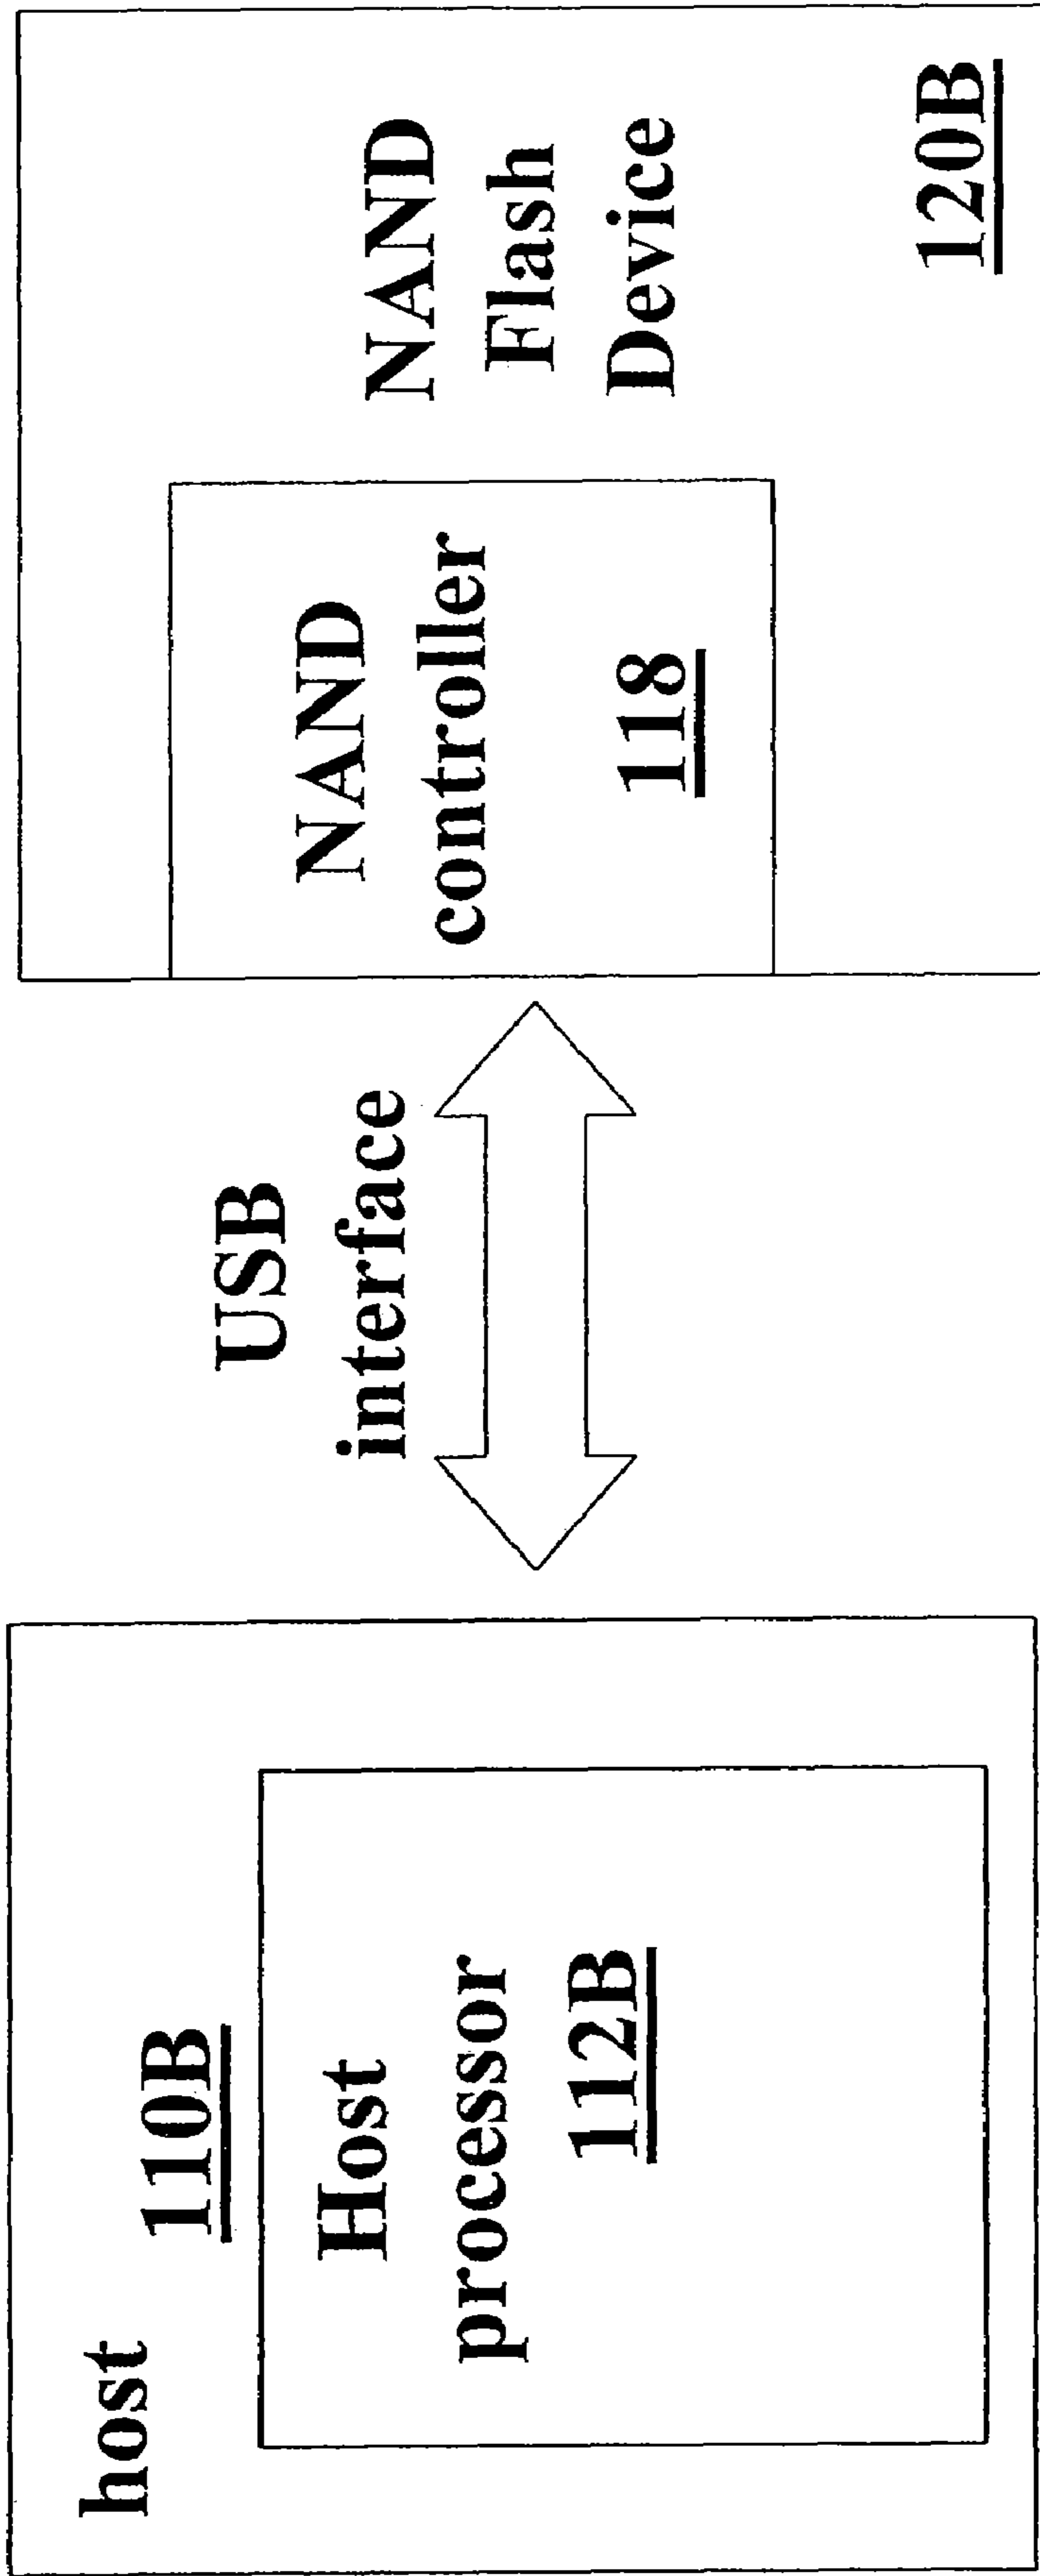 host
110B
Host
processor
112B
USB
interface
NAND
controller
118
NAND
Flash
Device
120B